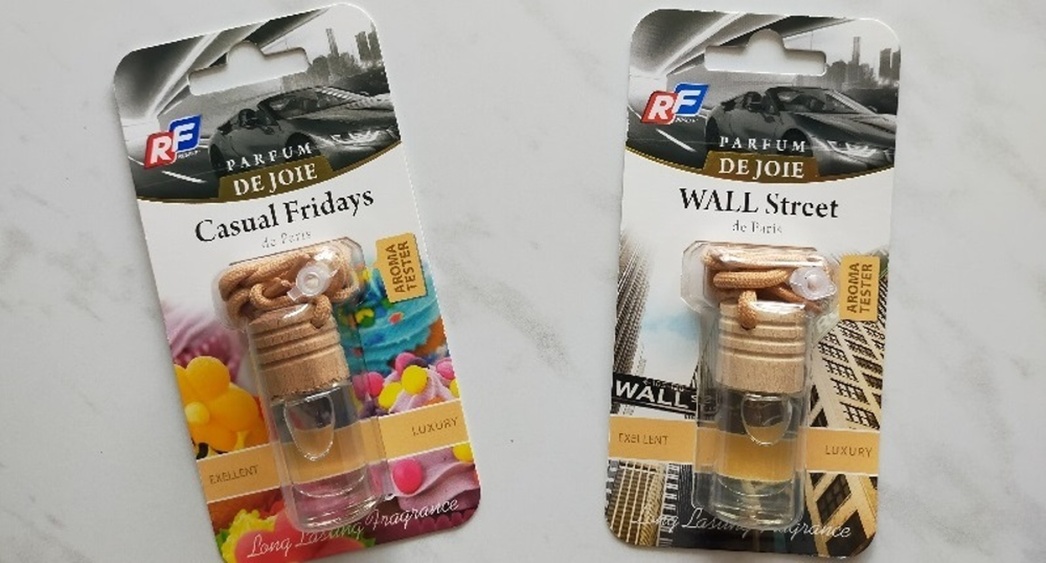 RF
PARFUM
DE JOIE
Casual Fridays
de Paris
AROMA
TESTER
EXELLENT
LUXURY
Long Lasting Fragrance
RF
PARFUM
DE JOIE
WALL Street
de Paris
AROMA
TESTER
WALL
EXELLENT
LUXURY
Long Lasting Fragrance